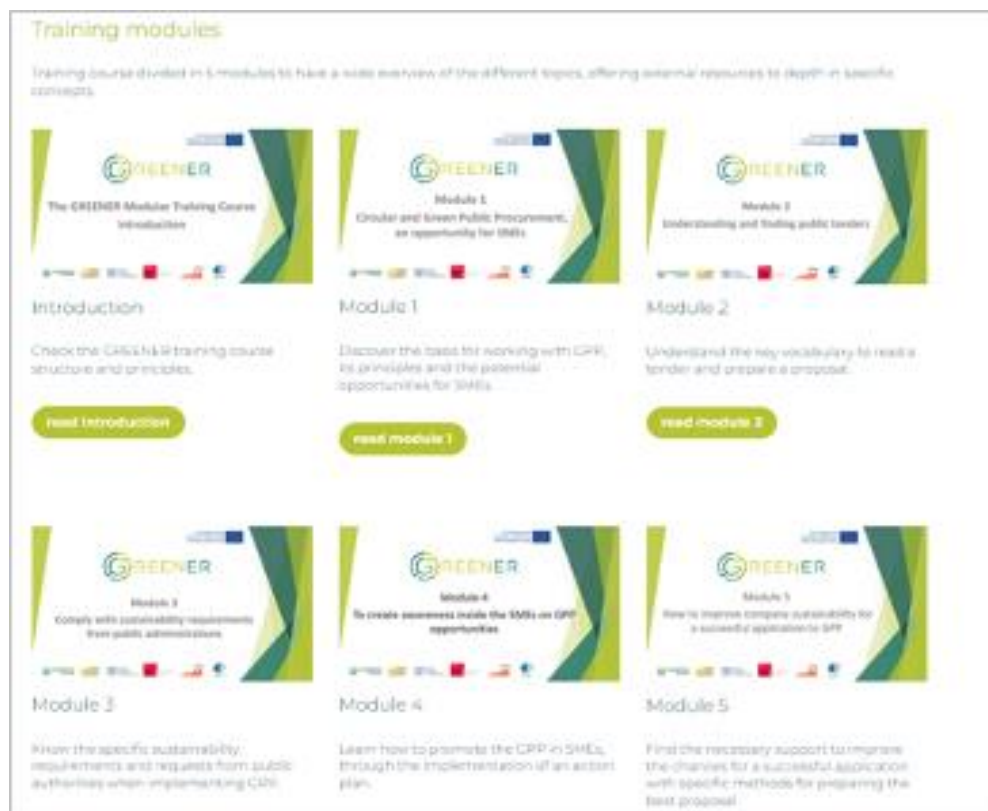 Training modules
Training course divided in 5 modules to have a wide overview of the different topics, offering external resources to depth in specific
concepts.
GREENER
The GREENER Modular Training Course
Introduction
GREENER
Module 1
Circular and Green Public Procurement,
an opportunity for SMEs
GREENER
Module 2
Understanding and finding public tenders
Introduction
Module 1
Module 2
Check the GREENER training course
structure and principles.
Discover the basis for working with GPP,
its principles and the potential
opportunities for SMEs.
Understand the key vocabulary to read a
tender and prepare a proposal.
read introduction
read module 1
read module 2
GREENER
Module 3
Comply with sustainability requirements
from public administrations
GREENER
Module 4
To create awareness inside the SMEs on GPP
opportunities
GREENER
Module 5
How to improve company sustainability for
a successful application to GPP
Module 3
Module 4
Module 5
Know the specific sustainability
requirements and requests from public
authorities when implementing GPP.
Learn how to promote the GPP in SMEs,
through the implementation of an action
plan.
Find the necessary support to improve
the chances for a successful application
with specific methods for preparing the
best proposal